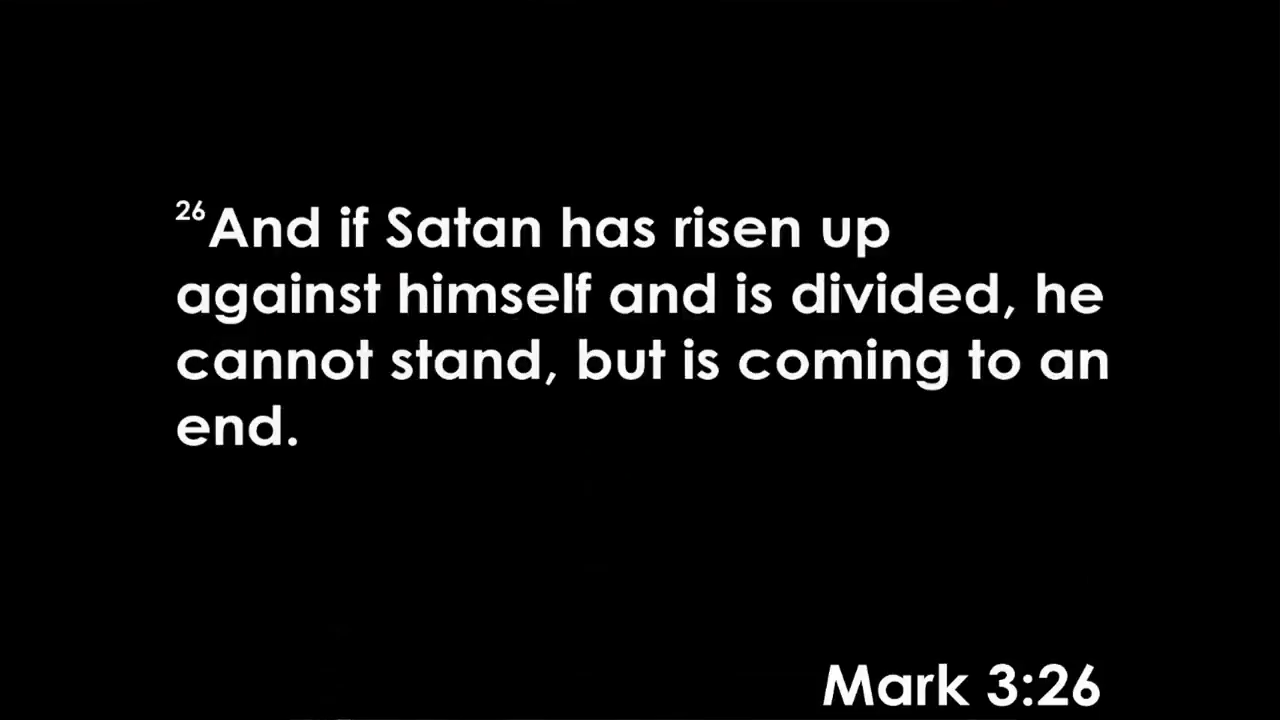 26And if Satan has risen up
against himself and is divided, he
cannot stand, but is coming to an
end.
Mark 3:26